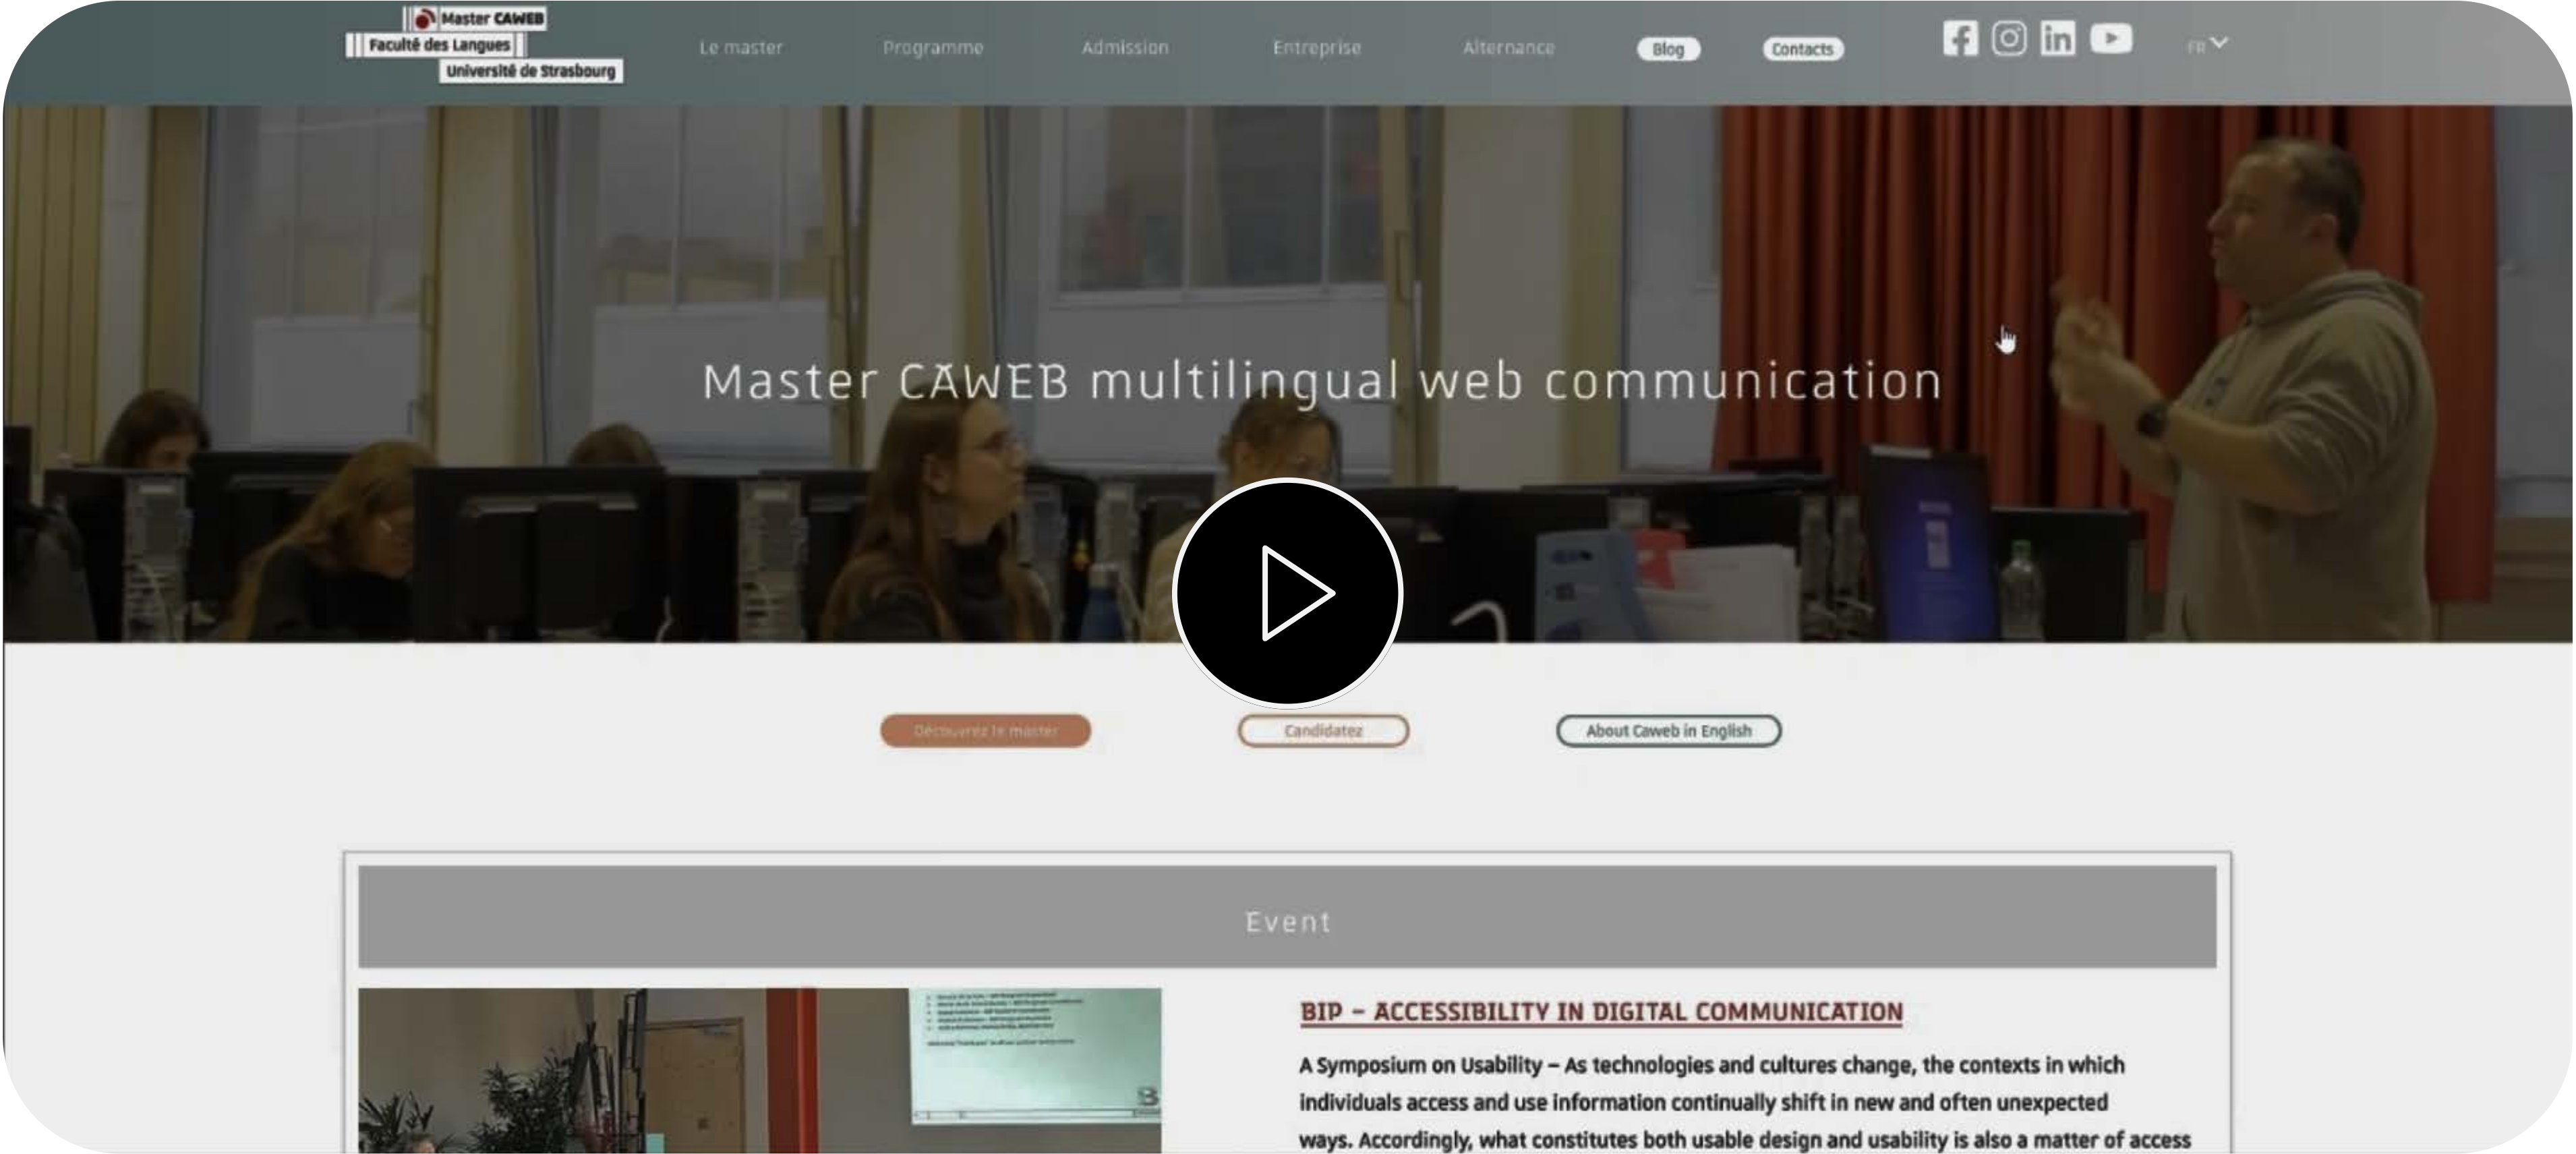 Master CAWEB
Faculté des Langues
Université de Strasbourg
Le master
Programme
Admission
Entreprise
Alternance
Blog
Contacts
FR
Master CAWEB multilingual web communication
Découvrez le master
Candidatez
About Caweb in English
Event
BIP – ACCESSIBILITY IN DIGITAL COMMUNICATION
A Symposium on Usability – As technologies and cultures change, the contexts in which
individuals access and use information continually shift in new and often unexpected
ways. Accordingly, what constitutes both usable design and usability is also a matter of access